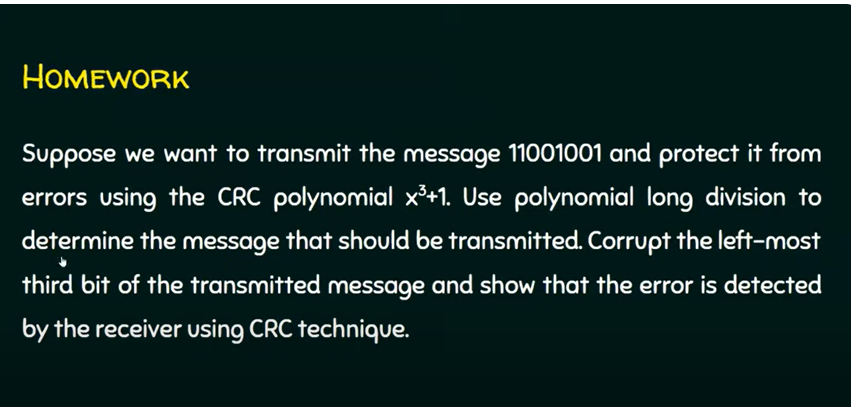 HOMEWORK
Suppose we want to transmit the message 11001001 and protect it from
errors using the CRC polynomial x³+1. Use polynomial long division to
determine the message that should be transmitted. Corrupt the left-most
third bit of the transmitted message and show that the error is detected
by the receiver using CRC technique.